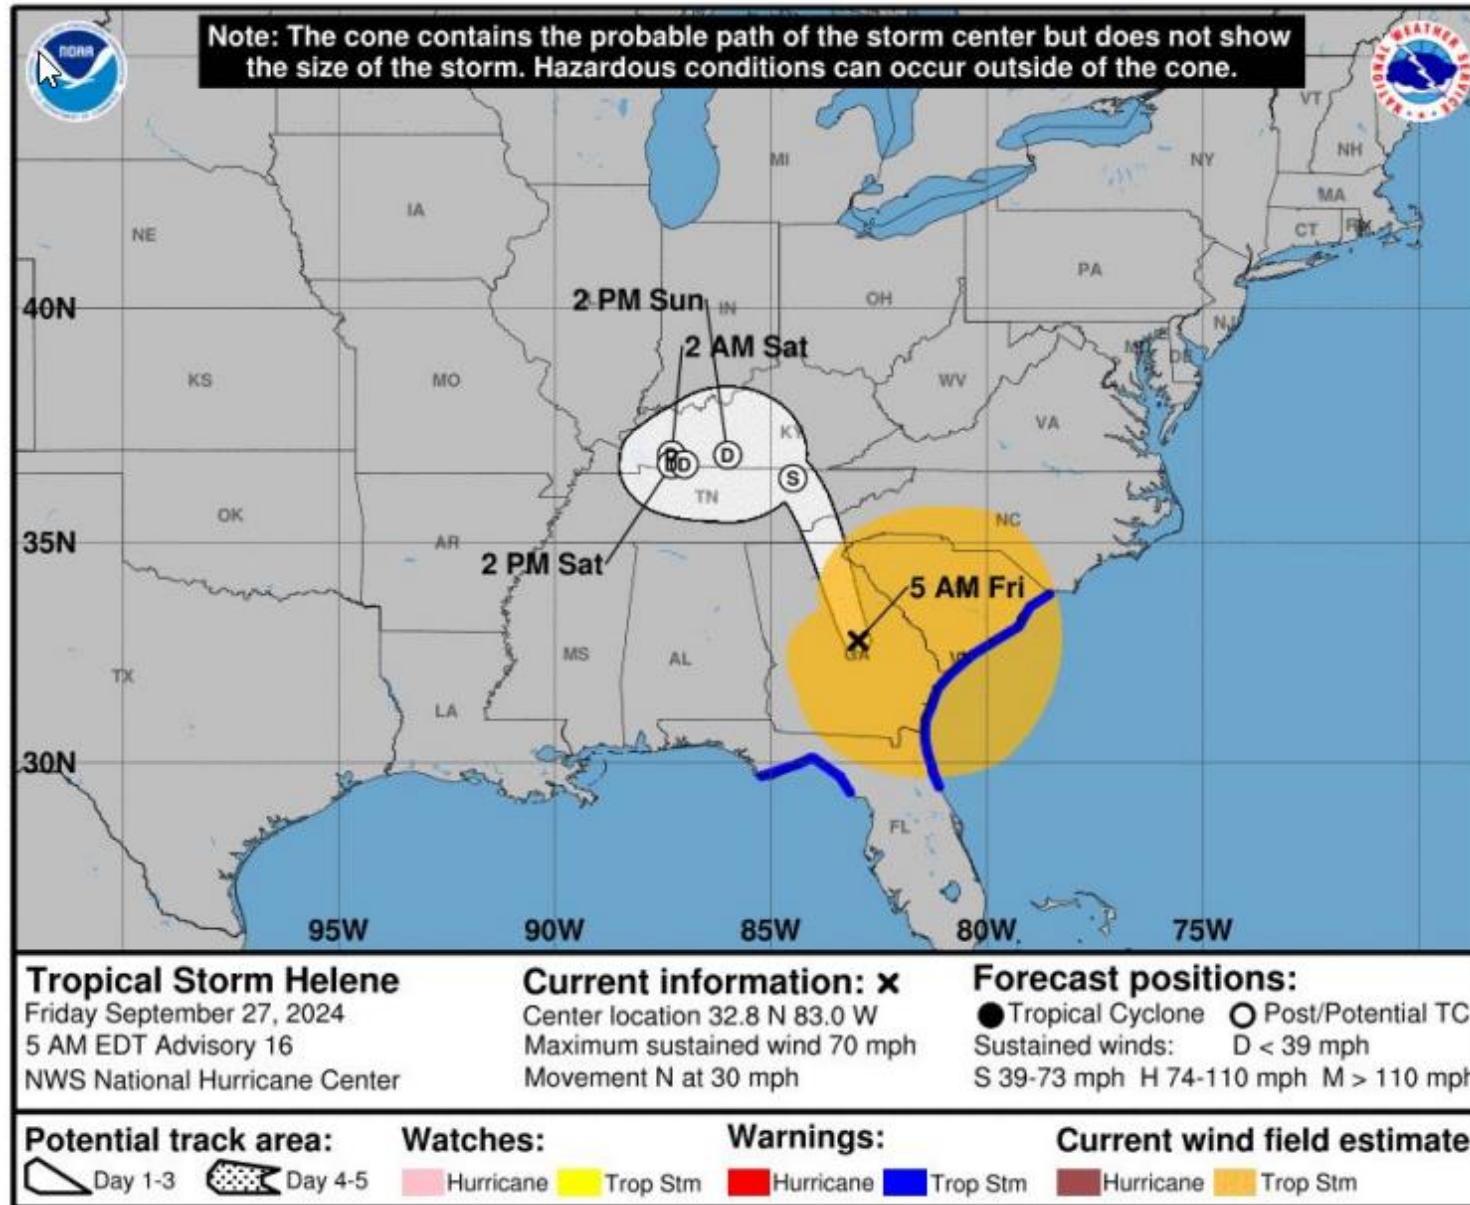 Note: The cone contains the probable path of the storm center but does not show
the size of the storm. Hazardous conditions can occur outside of the cone.
NOAA
NATIONAL WEATHER SERVICE
VT
NH
MI
NY
MA
IA
CT
NE
PA
40N
2 PM Sun
IN
OH
NJ
2 AM Sat
DE
KS
MO
WV
VA
KY
D
D
S
TN
OK
NC
35N
AR
2 PM Sat
5 AM Fri
MS
AL
GA
TX
LA
30N
FL
95W
90W
85W
80W
75W
Tropical Storm Helene
Friday September 27, 2024
5 AM EDT Advisory 16
NWS National Hurricane Center
Current information: ×
Center location 32.8 N 83.0 W
Maximum sustained wind 70 mph
Movement N at 30 mph
Forecast positions:
Tropical Cyclone Post/Potential TC
Sustained winds: D < 39 mph
S 39-73 mph H 74-110 mph M > 110 mph
Potential track area:
Day 1-3 Day 4-5
Watches:
Hurricane Trop Stm
Warnings:
Hurricane Trop Stm
Current wind field estimate
Hurricane Trop Stm